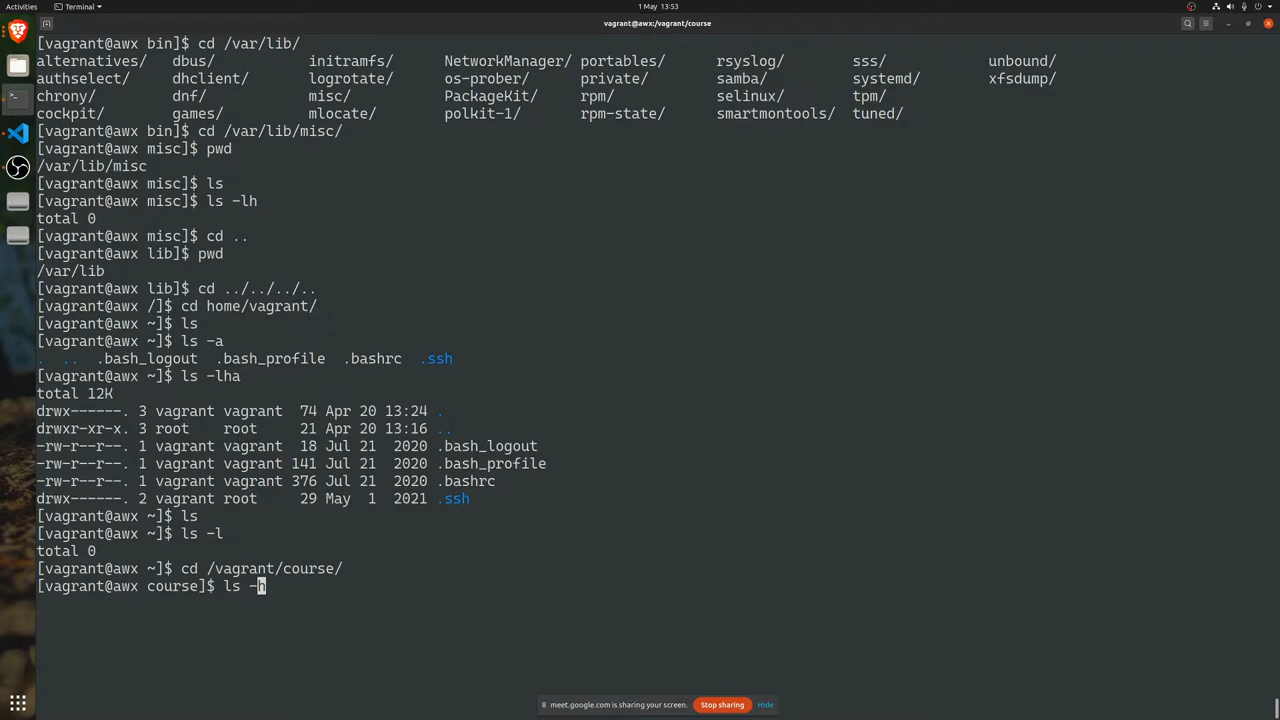 Activities
Terminal
1 May 13:53
vagrant@awx:/vagrant/course
[vagrant@awx bin]$ cd /var/lib/
alternatives/ dbus/ initramfs/ NetworkManager/ portables/ rsyslog/ sss/ unbound/
authselect/ dhclient/ logrotate/ os-prober/ private/ samba/ systemd/ xfsdump/
chrony/ dnf/ misc/ PackageKit/ rpm/ selinux/ tpm/
cockpit/ games/ mlocate/ polkit-1/ rpm-state/ smartmontools/ tuned/
[vagrant@awx bin]$ cd /var/lib/misc/
[vagrant@awx misc]$ pwd
/var/lib/misc
[vagrant@awx misc]$ ls
[vagrant@awx misc]$ ls -lh
total 0
[vagrant@awx misc]$ cd ..
[vagrant@awx lib]$ pwd
/var/lib
[vagrant@awx lib]$ cd ../../../..
[vagrant@awx /]$ cd home/vagrant/
[vagrant@awx ~]$ ls
[vagrant@awx ~]$ ls -a
. .. .bash_logout .bash_profile .bashrc .ssh
[vagrant@awx ~]$ ls -lha
total 12K
drwx------. 3 vagrant vagrant 74 Apr 20 13:24 .
drwxr-xr-x. 3 root root 21 Apr 20 13:16 ..
-rw-r--r--. 1 vagrant vagrant 18 Jul 21 2020 .bash_logout
-rw-r--r--. 1 vagrant vagrant 141 Jul 21 2020 .bash_profile
-rw-r--r--. 1 vagrant vagrant 376 Jul 21 2020 .bashrc
drwx------. 2 vagrant root 29 May 1 2021 .ssh
[vagrant@awx ~]$ ls
[vagrant@awx ~]$ ls -l
total 0
[vagrant@awx ~]$ cd /vagrant/course/
[vagrant@awx course]$ ls -h
meet.google.com is sharing your screen.
Stop sharing
Hide